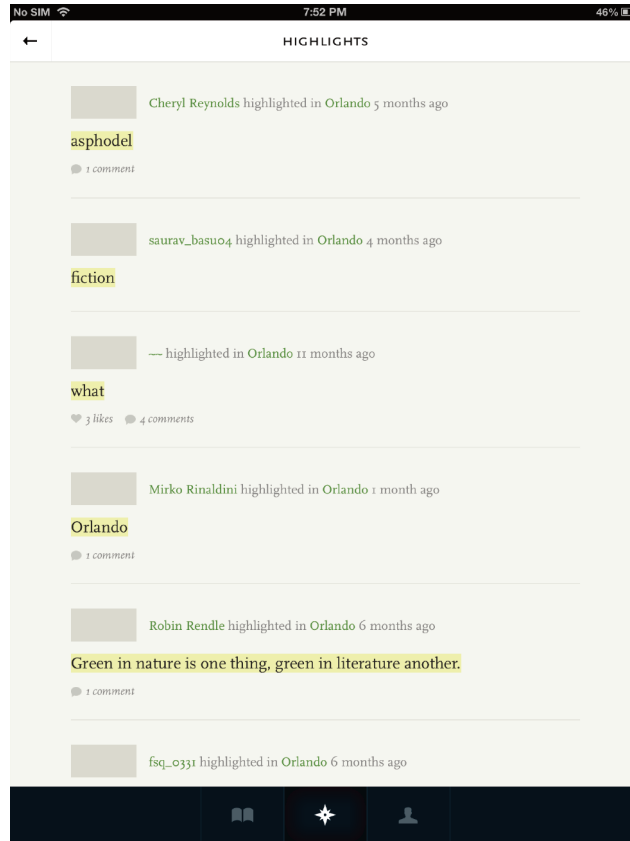 No SIM 7:52 PM 46%
HIGHLIGHTS
Cheryl Reynolds highlighted in Orlando 5 months ago
asphodel
1 comment
saurav_basu04 highlighted in Orlando 4 months ago
fiction
~~ highlighted in Orlando 11 months ago
what
3 likes 4 comments
Mirko Rinaldini highlighted in Orlando 1 month ago
Orlando
1 comment
Robin Rendle highlighted in Orlando 6 months ago
Green in nature is one thing, green in literature another.
1 comment
fsq_0331 highlighted in Orlando 6 months ago